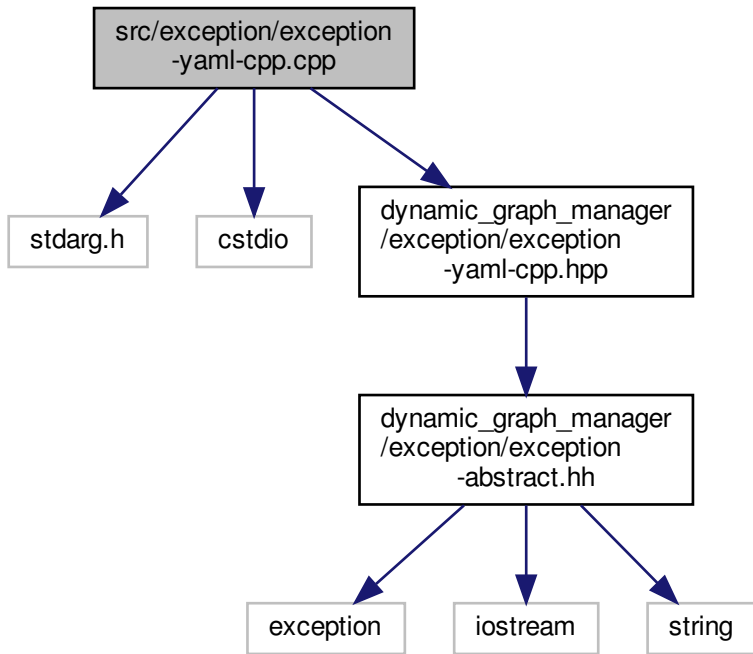 src/exception/exception
-yaml-cpp.cpp
stdarg.h
cstdio
dynamic_graph_manager
/exception/exception
-yaml-cpp.hpp
dynamic_graph_manager
/exception/exception
-abstract.hh
exception
iostream
string